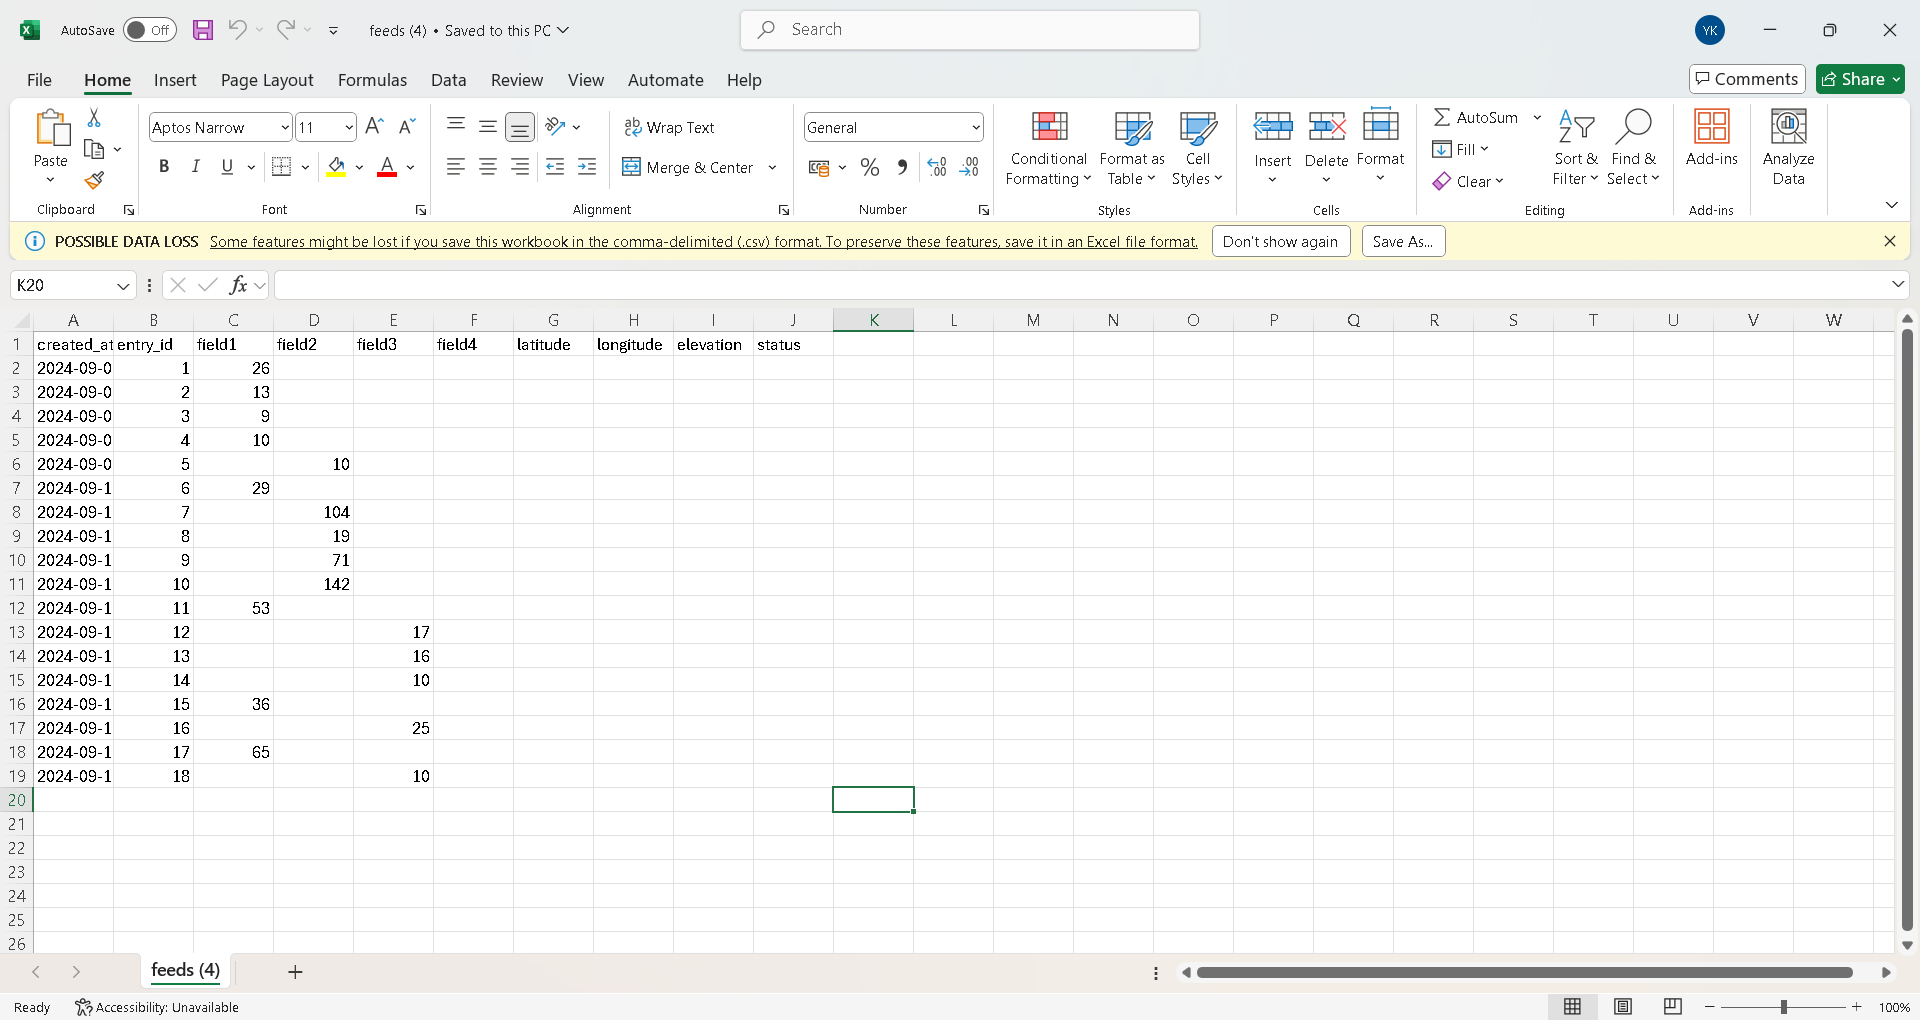 AutoSave Off feeds (4) • Saved to this PC Search YK
File Home Insert Page Layout Formulas Data Review View Automate Help Comments Share
Paste Aptos Narrow 11 A A Wrap Text General Conditional Formatting Format as Table Cell Styles Insert Delete Format AutoSum Sort & Filter Find & Select Add-ins Analyze Data
B I U A Merge & Center % Fill
Clear
Clipboard Font Alignment Number Styles Cells Editing Add-ins
POSSIBLE DATA LOSS Some features might be lost if you save this workbook in the comma-delimited (.csv) format. To preserve these features, save it in an Excel file format. Don't show again Save As...
K20 fx
A B C D E F G H I J K L M N O P Q R S T U V W
1 created_at entry_id field1 field2 field3 field4 latitude longitude elevation status
2 2024-09-0 1 26
3 2024-09-0 2 13
4 2024-09-0 3 9
5 2024-09-0 4 10
6 2024-09-0 5 10
7 2024-09-1 6 29
8 2024-09-1 7 104
9 2024-09-1 8 19
10 2024-09-1 9 71
11 2024-09-1 10 142
12 2024-09-1 11 53
13 2024-09-1 12 17
14 2024-09-1 13 16
15 2024-09-1 14 10
16 2024-09-1 15 36
17 2024-09-1 16 25
18 2024-09-1 17 65
19 2024-09-1 18 10
20
21
22
23
24
25
26
feeds (4)
Ready Accessibility: Unavailable 100%